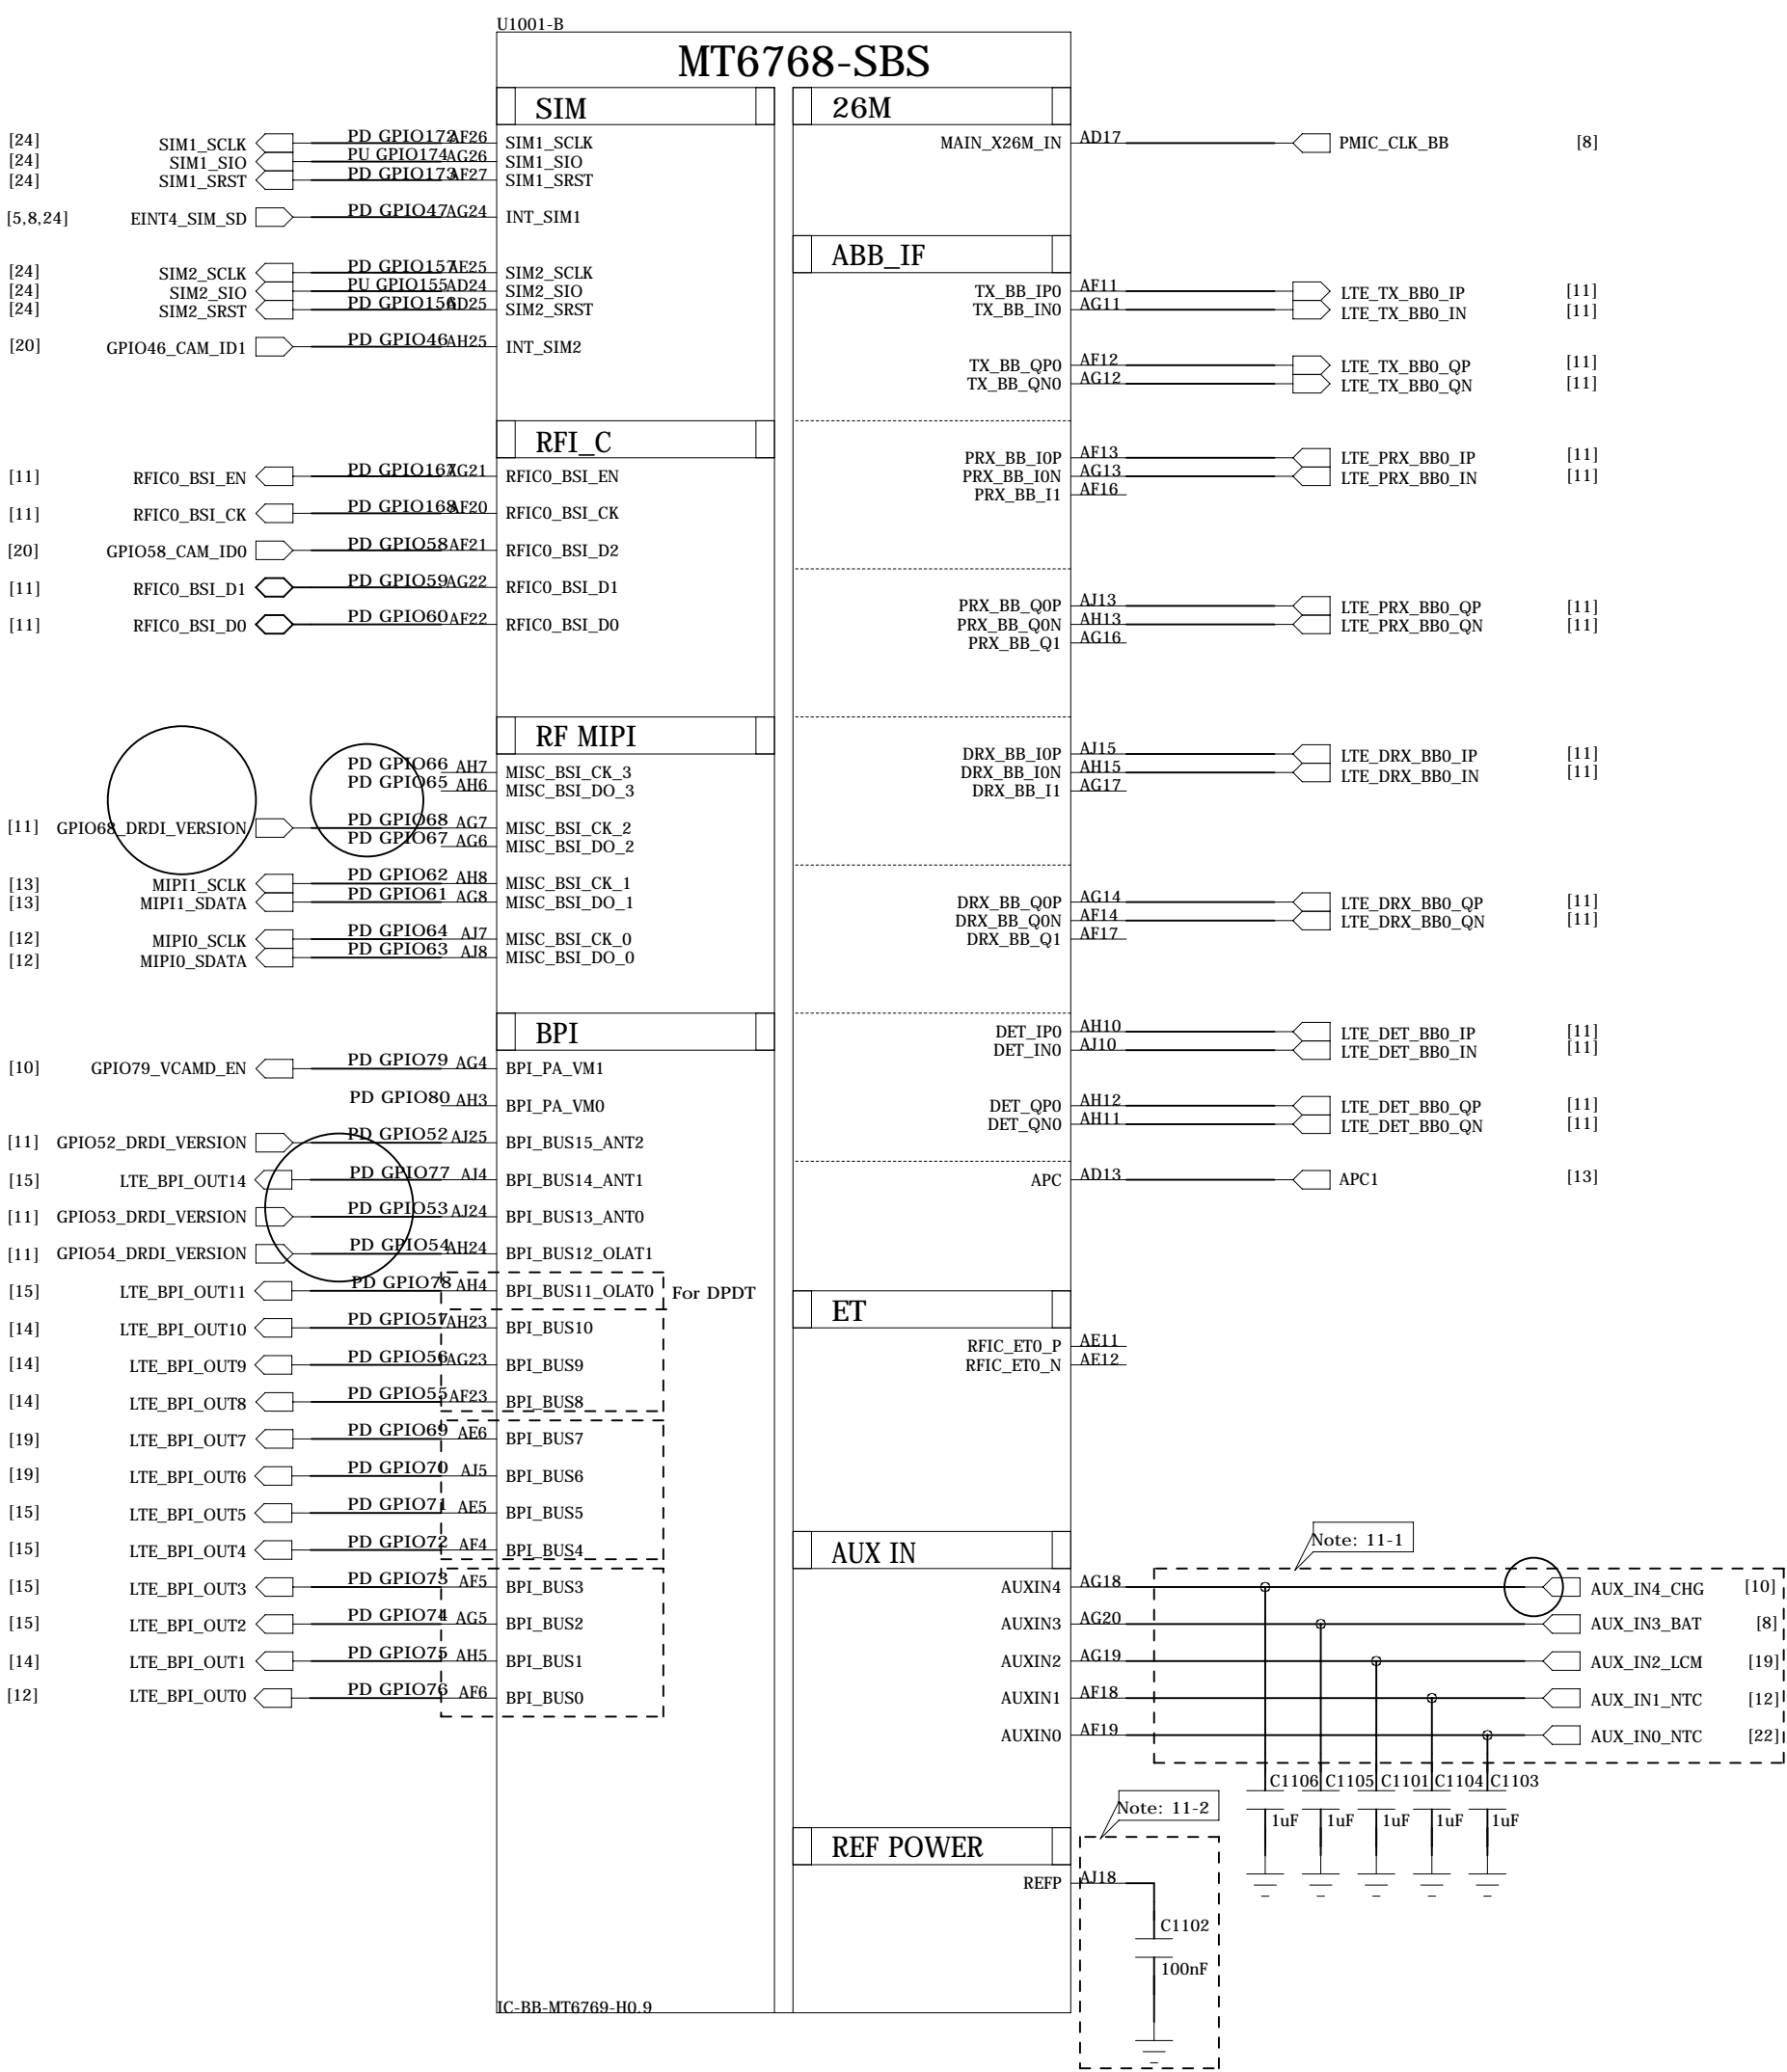 U1001-B
MT6768-SBS
SIM
[24] SIM1_SCLK PD GPIO172 AF26 SIM1_SCLK
[24] SIM1_SIO PU GPIO174 AG26 SIM1_SIO
[24] SIM1_SRST PD GPIO173 AF27 SIM1_SRST
[5,8,24] EINT4_SIM_SD PD GPIO47 AG24 INT_SIM1
[24] SIM2_SCLK PD GPIO157 AE25 SIM2_SCLK
[24] SIM2_SIO PU GPIO155 AD24 SIM2_SIO
[24] SIM2_SRST PD GPIO156 AD25 SIM2_SRST
[20] GPIO46_CAM_ID1 PD GPIO46 AH25 INT_SIM2
RFI_C
[11] RFIC0_BSI_EN PD GPIO167 AG21 RFIC0_BSI_EN
[11] RFIC0_BSI_CK PD GPIO168 AF20 RFIC0_BSI_CK
[20] GPIO58_CAM_ID0 PD GPIO58 AF21 RFIC0_BSI_D2
[11] RFIC0_BSI_D1 PD GPIO59 AG22 RFIC0_BSI_D1
[11] RFIC0_BSI_D0 PD GPIO60 AF22 RFIC0_BSI_D0
RF MIPI
PD GPIO66 AH7 MISC_BSI_CK_3
PD GPIO65 AH6 MISC_BSI_DO_3
[11] GPIO68_DRDI_VERSION PD GPIO68 AG7 MISC_BSI_CK_2
PD GPIO67 AG6 MISC_BSI_DO_2
[13] MIPI1_SCLK PD GPIO62 AH8 MISC_BSI_CK_1
[13] MIPI1_SDATA PD GPIO61 AG8 MISC_BSI_DO_1
[12] MIPI0_SCLK PD GPIO64 AJ7 MISC_BSI_CK_0
[12] MIPI0_SDATA PD GPIO63 AJ8 MISC_BSI_DO_0
BPI
[10] GPIO79_VCAMD_EN PD GPIO79 AG4 BPI_PA_VM1
PD GPIO80 AH3 BPI_PA_VM0
[11] GPIO52_DRDI_VERSION PD GPIO52 AJ25 BPI_BUS15_ANT2
[15] LTE_BPI_OUT14 PD GPIO77 AJ4 BPI_BUS14_ANT1
[11] GPIO53_DRDI_VERSION PD GPIO53 AJ24 BPI_BUS13_ANT0
[11] GPIO54_DRDI_VERSION PD GPIO54 AH24 BPI_BUS12_OLAT1
[15] LTE_BPI_OUT11 PD GPIO78 AH4 BPI_BUS11_OLAT0 For DPDT
[14] LTE_BPI_OUT10 PD GPIO57 AH23 BPI_BUS10
[14] LTE_BPI_OUT9 PD GPIO56 AG23 BPI_BUS9
[14] LTE_BPI_OUT8 PD GPIO55 AF23 BPI_BUS8
[19] LTE_BPI_OUT7 PD GPIO69 AE6 BPI_BUS7
[19] LTE_BPI_OUT6 PD GPIO70 AJ5 BPI_BUS6
[15] LTE_BPI_OUT5 PD GPIO71 AE5 BPI_BUS5
[15] LTE_BPI_OUT4 PD GPIO72 AF4 BPI_BUS4
[15] LTE_BPI_OUT3 PD GPIO73 AF5 BPI_BUS3
[15] LTE_BPI_OUT2 PD GPIO74 AG5 BPI_BUS2
[14] LTE_BPI_OUT1 PD GPIO75 AH5 BPI_BUS1
[12] LTE_BPI_OUT0 PD GPIO76 AF6 BPI_BUS0
IC-BB-MT6769-H0.9
26M
MAIN_X26M_IN AD17 PMIC_CLK_BB [8]
ABB_IF
TX_BB_IP0 AF11 LTE_TX_BB0_IP [11]
TX_BB_IN0 AG11 LTE_TX_BB0_IN [11]
TX_BB_QP0 AF12 LTE_TX_BB0_QP [11]
TX_BB_QN0 AG12 LTE_TX_BB0_QN [11]
PRX_BB_I0P AF13 LTE_PRX_BB0_IP [11]
PRX_BB_I0N AG13 LTE_PRX_BB0_IN [11]
PRX_BB_I1 AF16
PRX_BB_Q0P AJ13 LTE_PRX_BB0_QP [11]
PRX_BB_Q0N AH13 LTE_PRX_BB0_QN [11]
PRX_BB_Q1 AG16
DRX_BB_I0P AJ15 LTE_DRX_BB0_IP [11]
DRX_BB_I0N AH15 LTE_DRX_BB0_IN [11]
DRX_BB_I1 AG17
DRX_BB_Q0P AG14 LTE_DRX_BB0_QP [11]
DRX_BB_Q0N AF14 LTE_DRX_BB0_QN [11]
DRX_BB_Q1 AF17
DET_IP0 AH10 LTE_DET_BB0_IP [11]
DET_IN0 AJ10 LTE_DET_BB0_IN [11]
DET_QP0 AH12 LTE_DET_BB0_QP [11]
DET_QN0 AH11 LTE_DET_BB0_QN [11]
APC AD13 APC1 [13]
ET
RFIC_ET0_P AE11
RFIC_ET0_N AE12
Note: 11-1
AUX IN
AUXIN4 AG18 AUX_IN4_CHG [10]
AUXIN3 AG20 AUX_IN3_BAT [8]
AUXIN2 AG19 AUX_IN2_LCM [19]
AUXIN1 AF18 AUX_IN1_NTC [12]
AUXIN0 AF19 AUX_IN0_NTC [22]
C1106 C1105 C1101 C1104 C1103
1uF 1uF 1uF 1uF 1uF
Note: 11-2
REF POWER
REFP AJ18
C1102
100nF